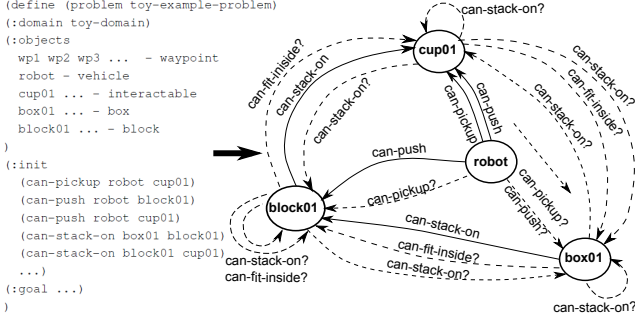 (define (problem toy-example-problem)
(:domain toy-domain)
(:objects
wp1 wp2 wp3 ... - waypoint
robot - vehicle
cup01 ... - interactable
box01 ... - box
block01 ... - block
)
(:init
(can-pickup robot cup01)
(can-push robot block01)
(can-push robot cup01)
(can-stack-on box01 block01)
(can-stack-on block01 cup01)
...)
(:goal ...)
)
can-stack-on?
cup01
can-fit-iniside?
can-stack-on
can-stack-on?
can-pickup
can-push
can-stack-on?
can-fit-inside?
can-stack-on?
can-push
robot
can-pickup?
can-pickup?
can-push?
block01
can-stack-on
can-fit-inside?
can-stack-on?
box01
can-stack-on?
can-fit-inside?
can-stack-on?